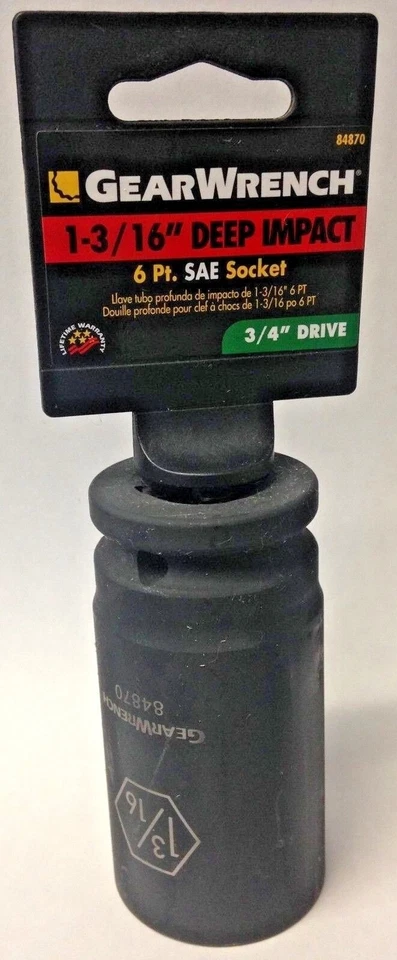 84870
GEARWRENCH®
1-3/16" DEEP IMPACT
6 Pt. SAE Socket
Llave tubo profunda de impacto de 1-3/16" 6 PT
Douille profonde pour clef à chocs de 1-3/16 po 6 PT
LIFETIME WARRANTY
3/4" DRIVE
84870
GEARWRENCH
1 3/16